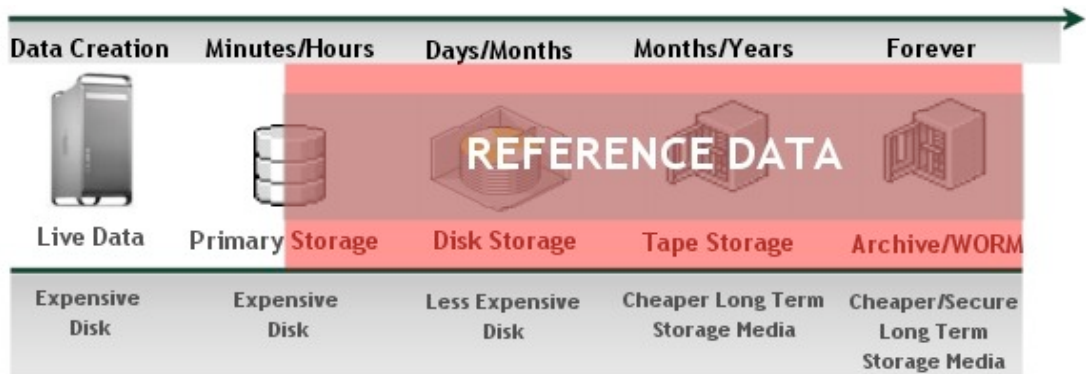 Data Creation Minutes/Hours Days/Months Months/Years Forever
REFERENCE DATA
Live Data Primary Storage Disk Storage Tape Storage Archive/WORM
Expensive Disk
Expensive Disk
Less Expensive Disk
Cheaper Long Term Storage Media
Cheaper/Secure Long Term Storage Media